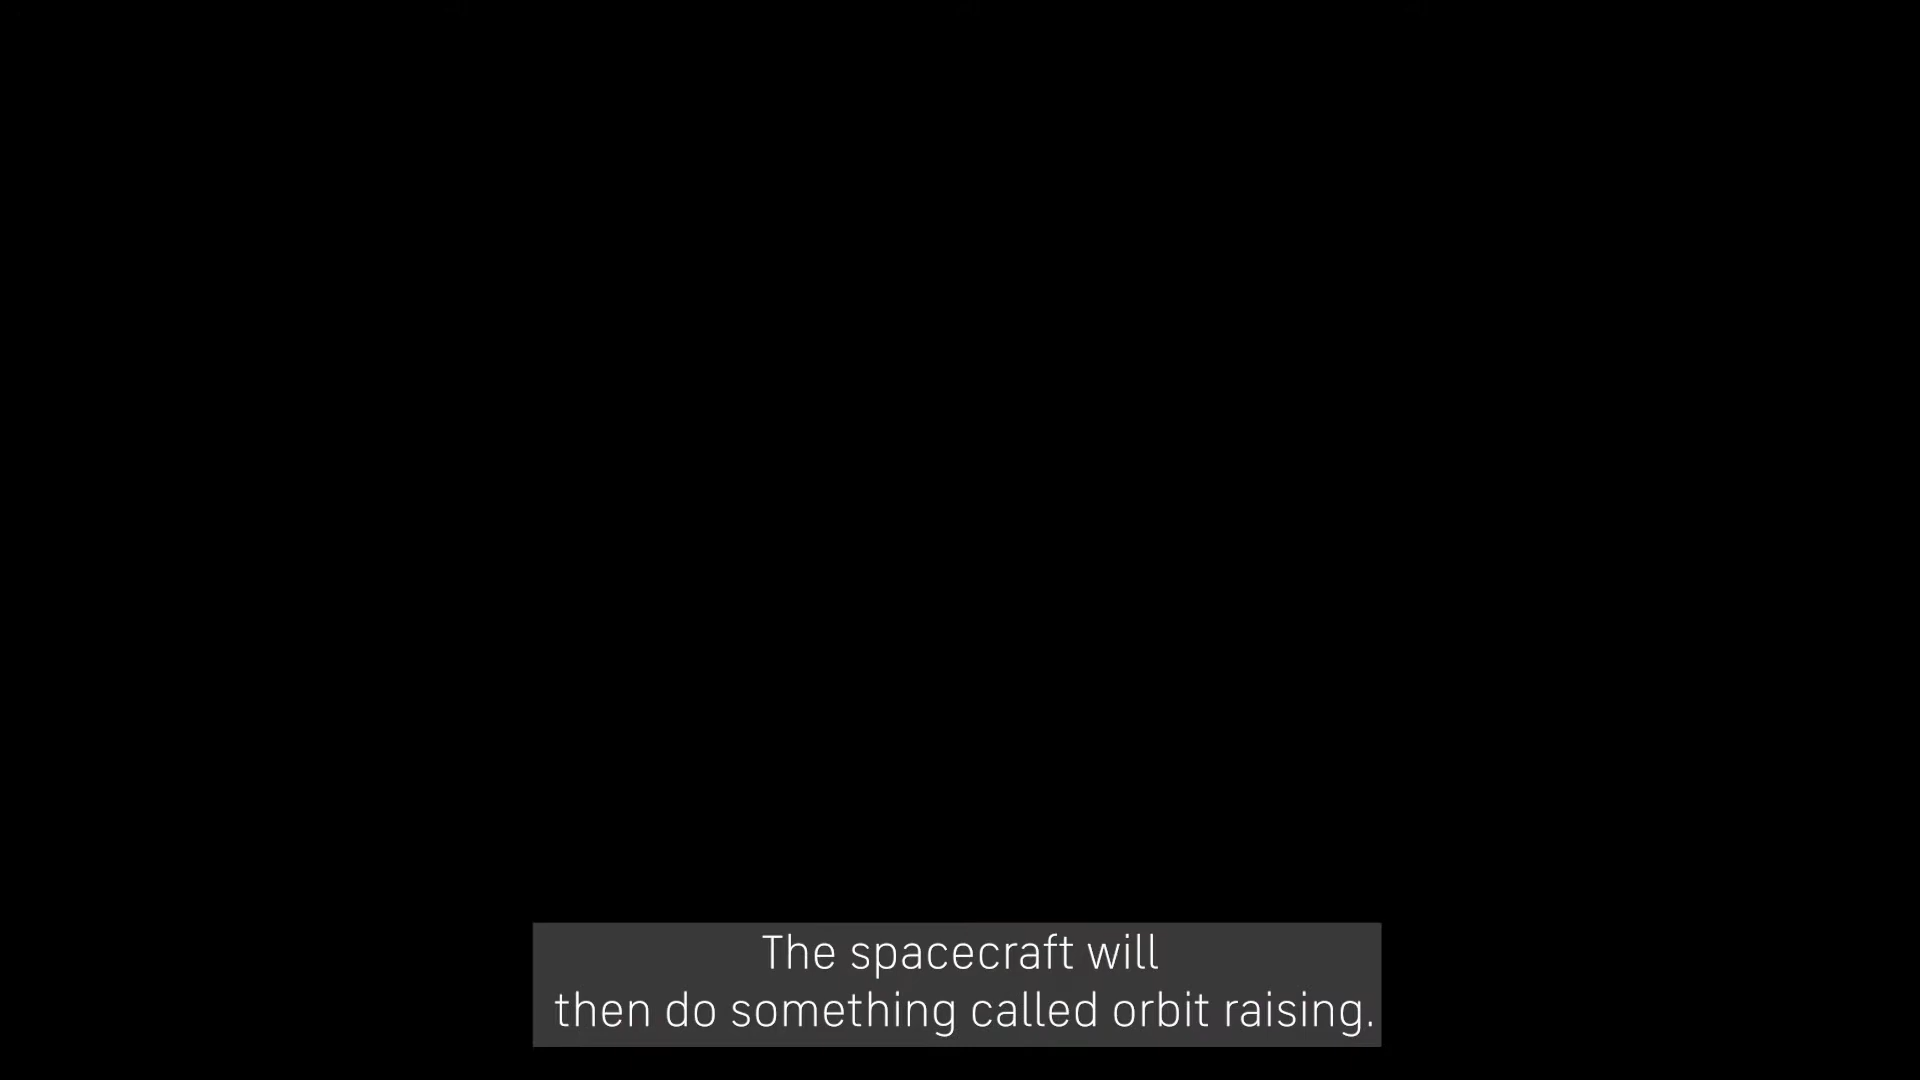 The spacecraft will
then do something called orbit raising.